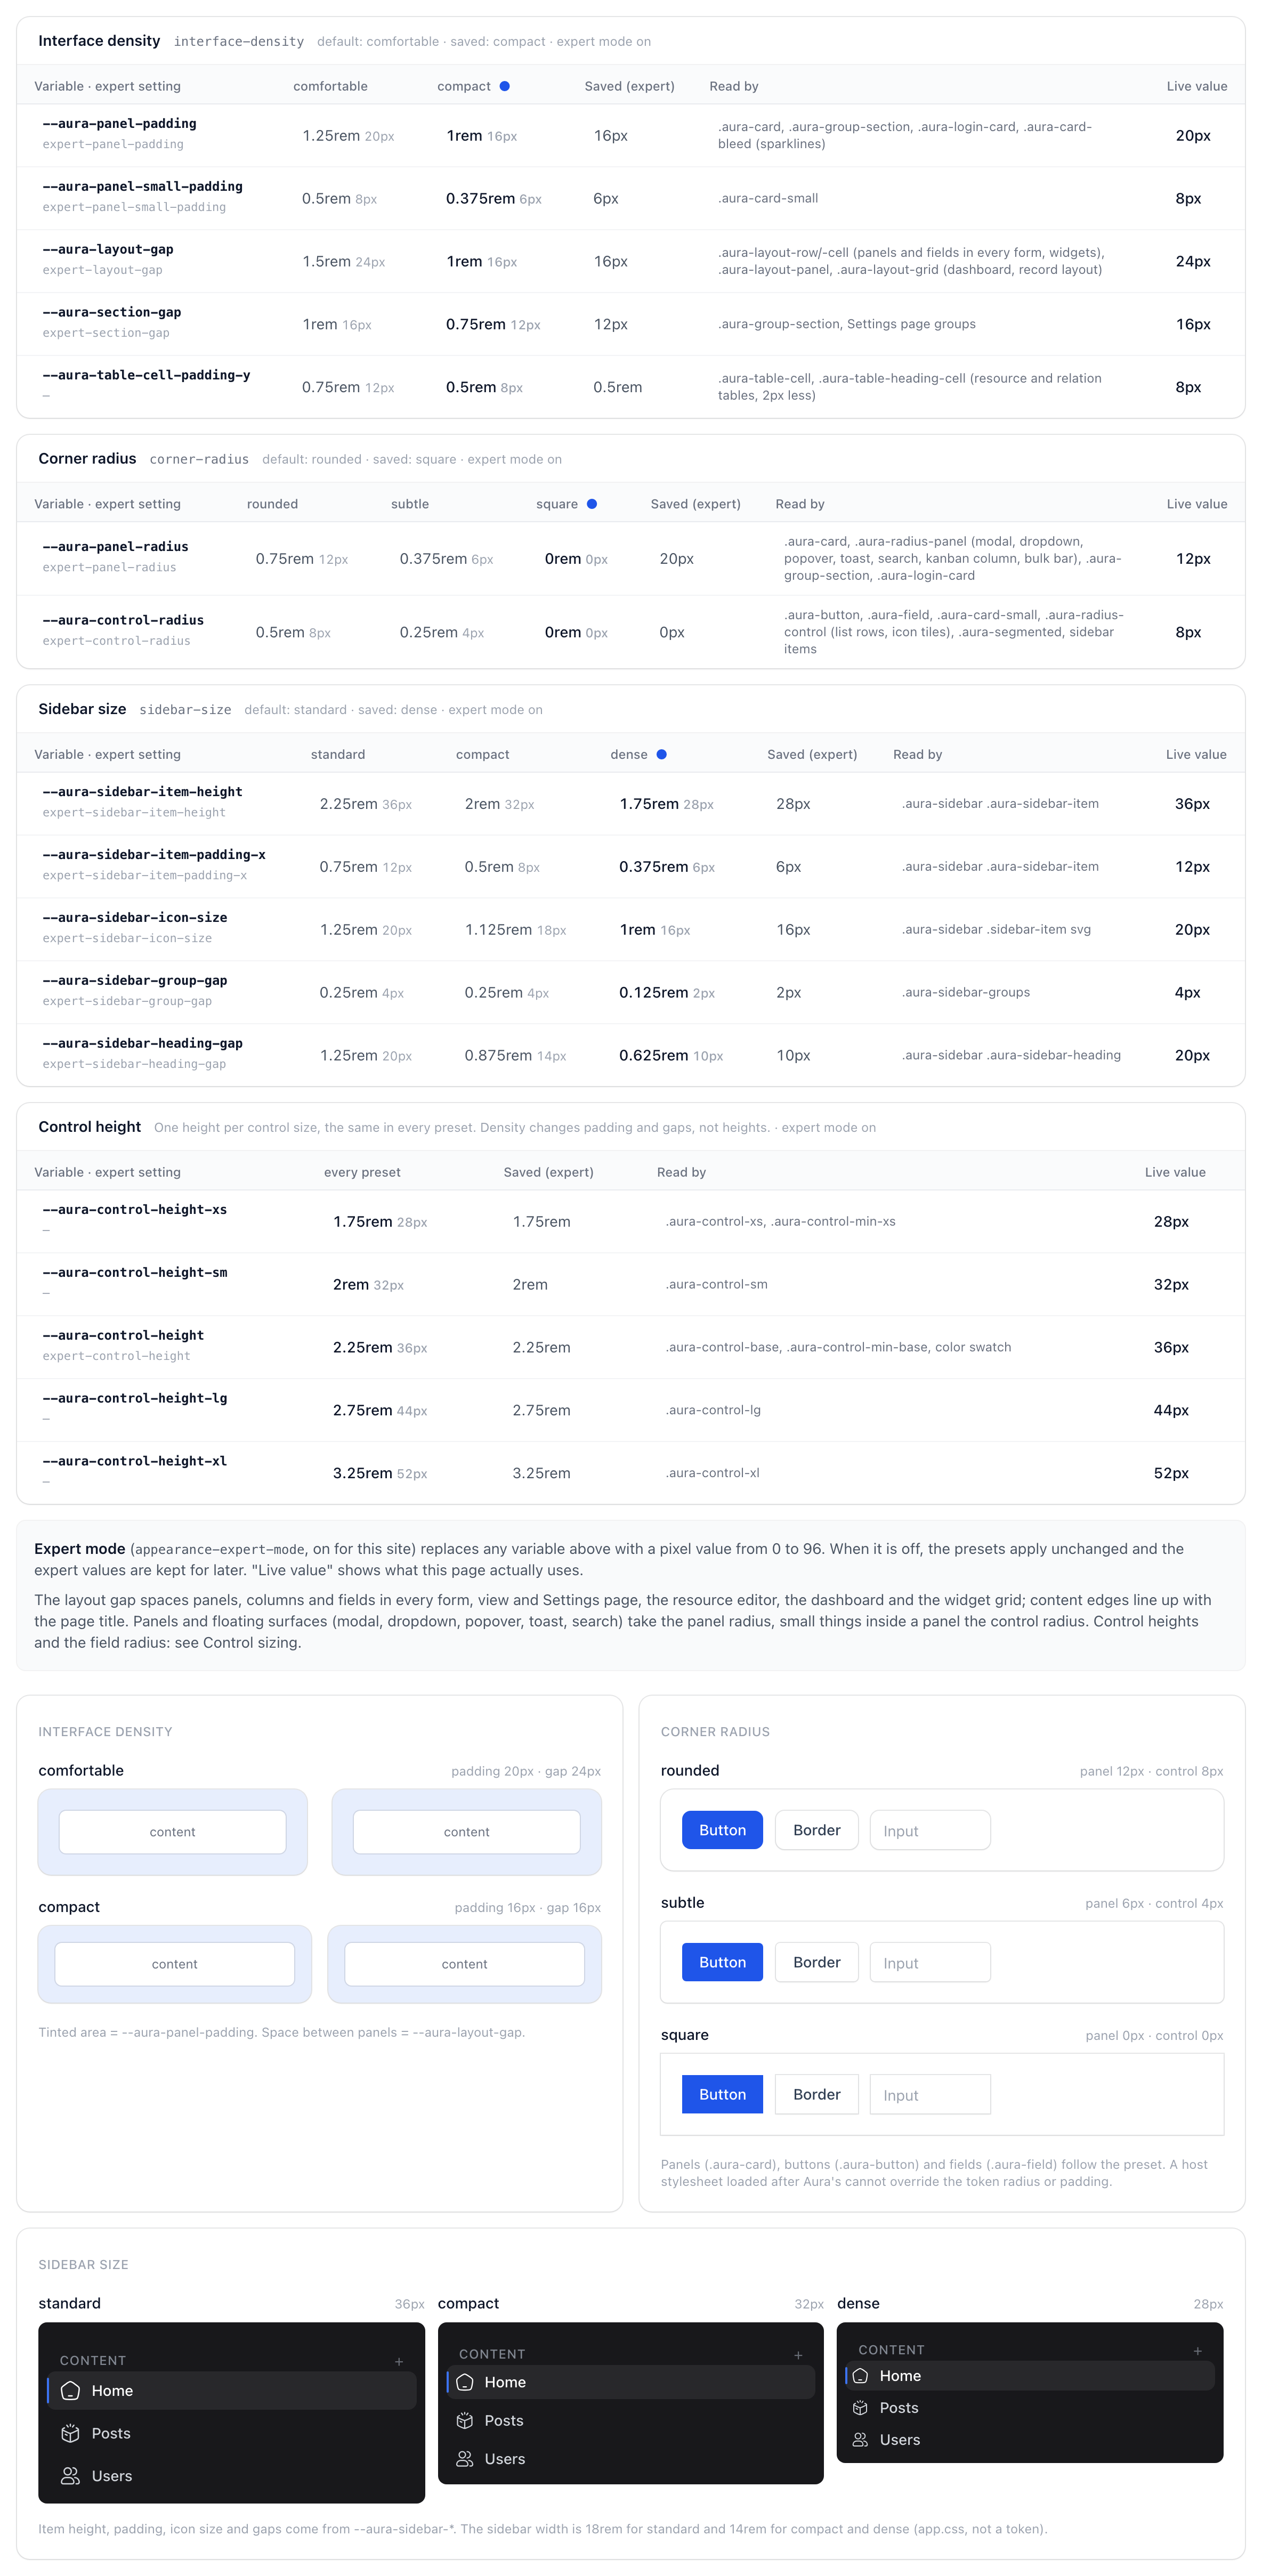 Interface density interface-density default: comfortable · saved: compact · expert mode on
Variable · expert setting comfortable compact Saved (expert) Read by Live value
--aura-panel-padding
expert-panel-padding
1.25rem 20px 1rem 16px 16px
.aura-card, .aura-group-section, .aura-login-card, .aura-card-
bleed (sparklines)
20px
--aura-panel-small-padding
expert-panel-small-padding
0.5rem 8px 0.375rem 6px 6px
.aura-card-small
8px
--aura-layout-gap
expert-layout-gap
1.5rem 24px 1rem 16px 16px
.aura-layout-row/-cell (panels and fields in every form, widgets),
.aura-layout-panel, .aura-layout-grid (dashboard, record layout)
24px
--aura-section-gap
expert-section-gap
1rem 16px 0.75rem 12px 12px
.aura-group-section, Settings page groups
16px
--aura-table-cell-padding-y
–
0.75rem 12px 0.5rem 8px 0.5rem
.aura-table-cell, .aura-table-heading-cell (resource and relation
tables, 2px less)
8px
Corner radius corner-radius default: rounded · saved: square · expert mode on
Variable · expert setting rounded subtle square Saved (expert) Read by Live value
--aura-panel-radius
expert-panel-radius
0.75rem 12px 0.375rem 6px 0rem 0px 20px
.aura-card, .aura-radius-panel (modal, dropdown,
popover, toast, search, kanban column, bulk bar), .aura-
group-section, .aura-login-card
12px
--aura-control-radius
expert-control-radius
0.5rem 8px 0.25rem 4px 0rem 0px 0px
.aura-button, .aura-field, .aura-card-small, .aura-radius-
control (list rows, icon tiles), .aura-segmented, sidebar
items
8px
Sidebar size sidebar-size default: standard · saved: dense · expert mode on
Variable · expert setting standard compact dense Saved (expert) Read by Live value
--aura-sidebar-item-height
expert-sidebar-item-height
2.25rem 36px 2rem 32px 1.75rem 28px 28px .aura-sidebar .aura-sidebar-item 36px
--aura-sidebar-item-padding-x
expert-sidebar-item-padding-x
0.75rem 12px 0.5rem 8px 0.375rem 6px 6px .aura-sidebar .aura-sidebar-item 12px
--aura-sidebar-icon-size
expert-sidebar-icon-size
1.25rem 20px 1.125rem 18px 1rem 16px 16px .aura-sidebar .sidebar-item svg 20px
--aura-sidebar-group-gap
expert-sidebar-group-gap
0.25rem 4px 0.25rem 4px 0.125rem 2px 2px .aura-sidebar-groups 4px
--aura-sidebar-heading-gap
expert-sidebar-heading-gap
1.25rem 20px 0.875rem 14px 0.625rem 10px 10px .aura-sidebar .aura-sidebar-heading 20px
Control height One height per control size, the same in every preset. Density changes padding and gaps, not heights. · expert mode on
Variable · expert setting every preset Saved (expert) Read by Live value
--aura-control-height-xs
–
1.75rem 28px 1.75rem .aura-control-xs, .aura-control-min-xs 28px
--aura-control-height-sm
–
2rem 32px 2rem .aura-control-sm 32px
--aura-control-height
expert-control-height
2.25rem 36px 2.25rem .aura-control-base, .aura-control-min-base, color swatch 36px
--aura-control-height-lg
–
2.75rem 44px 2.75rem .aura-control-lg 44px
--aura-control-height-xl
–
3.25rem 52px 3.25rem .aura-control-xl 52px
Expert mode (appearance-expert-mode, on for this site) replaces any variable above with a pixel value from 0 to 96. When it is off, the presets apply unchanged and the
expert values are kept for later. "Live value" shows what this page actually uses.
The layout gap spaces panels, columns and fields in every form, view and Settings page, the resource editor, the dashboard and the widget grid; content edges line up with
the page title. Panels and floating surfaces (modal, dropdown, popover, toast, search) take the panel radius, small things inside a panel the control radius. Control heights
and the field radius: see Control sizing.
INTERFACE DENSITY
comfortable padding 20px · gap 24px
content content
compact padding 16px · gap 16px
content content
Tinted area = --aura-panel-padding. Space between panels = --aura-layout-gap.
CORNER RADIUS
rounded panel 12px · control 8px
Button Border Input
subtle panel 6px · control 4px
Button Border Input
square panel 0px · control 0px
Button Border Input
Panels (.aura-card), buttons (.aura-button) and fields (.aura-field) follow the preset. A host
stylesheet loaded after Aura's cannot override the token radius or padding.
SIDEBAR SIZE
standard 36px
CONTENT +
Home
Posts
Users
compact 32px
CONTENT +
Home
Posts
Users
dense 28px
CONTENT +
Home
Posts
Users
Item height, padding, icon size and gaps come from --aura-sidebar-*. The sidebar width is 18rem for standard and 14rem for compact and dense (app.css, not a token).